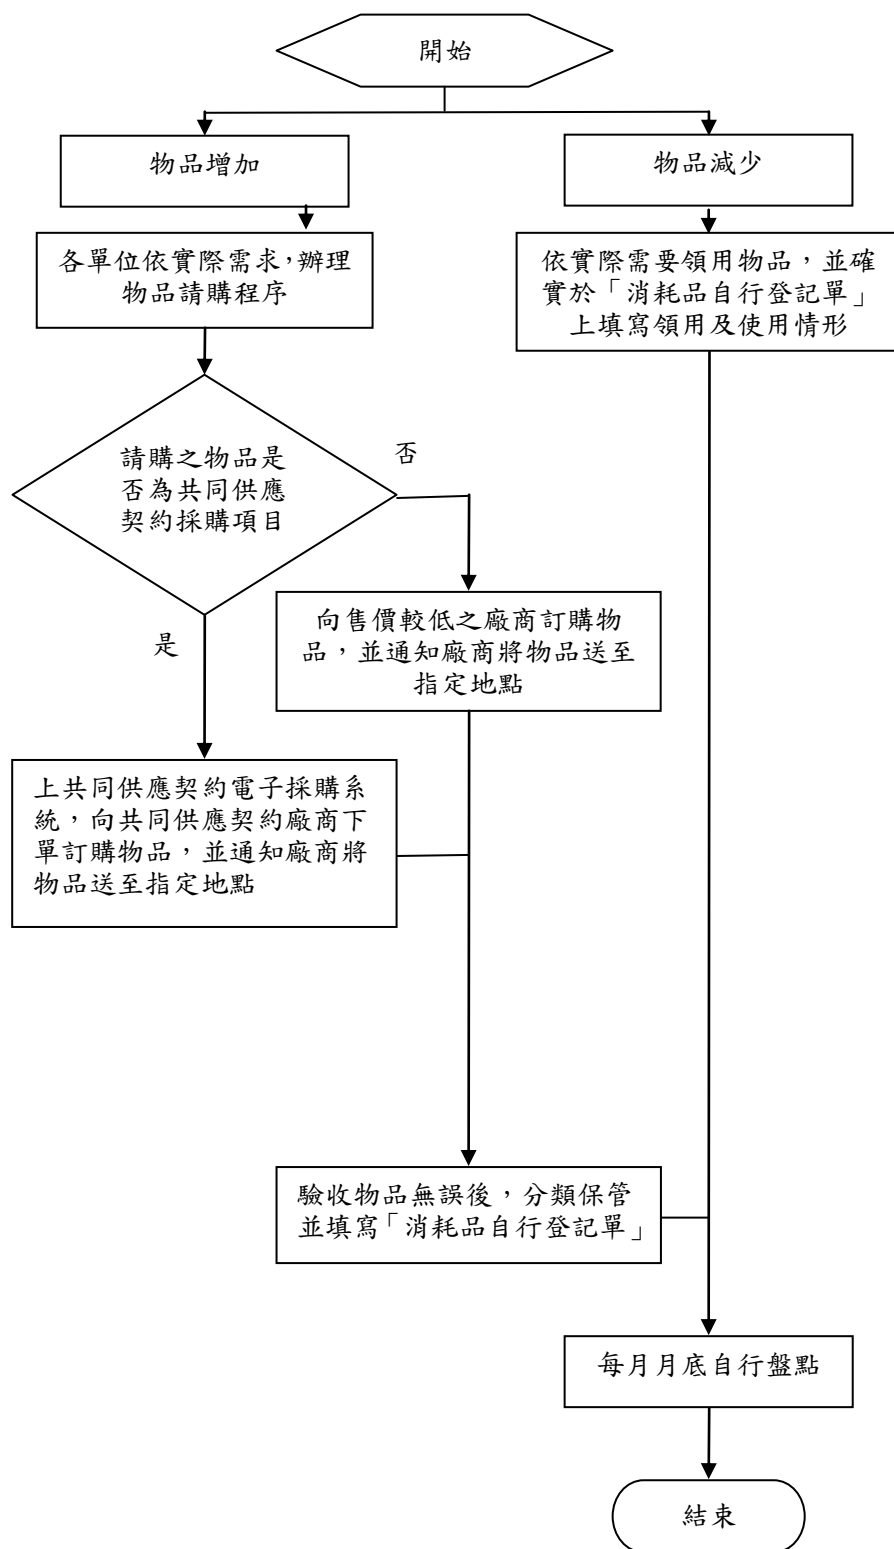 開始
物品增加
物品減少
各單位依實際需求,辦理
物品請購程序
依實際需要領用物品，並確
實於「消耗品自行登記單」
上填寫領用及使用情形
請購之物品是
否為共同供應
契約採購項目
否
是
向售價較低之廠商訂購物
品，並通知廠商將物品送至
指定地點
上共同供應契約電子採購系
統，向共同供應契約廠商下
單訂購物品，並通知廠商將
物品送至指定地點
驗收物品無誤後，分類保管
並填寫「消耗品自行登記單」
每月月底自行盤點
結束